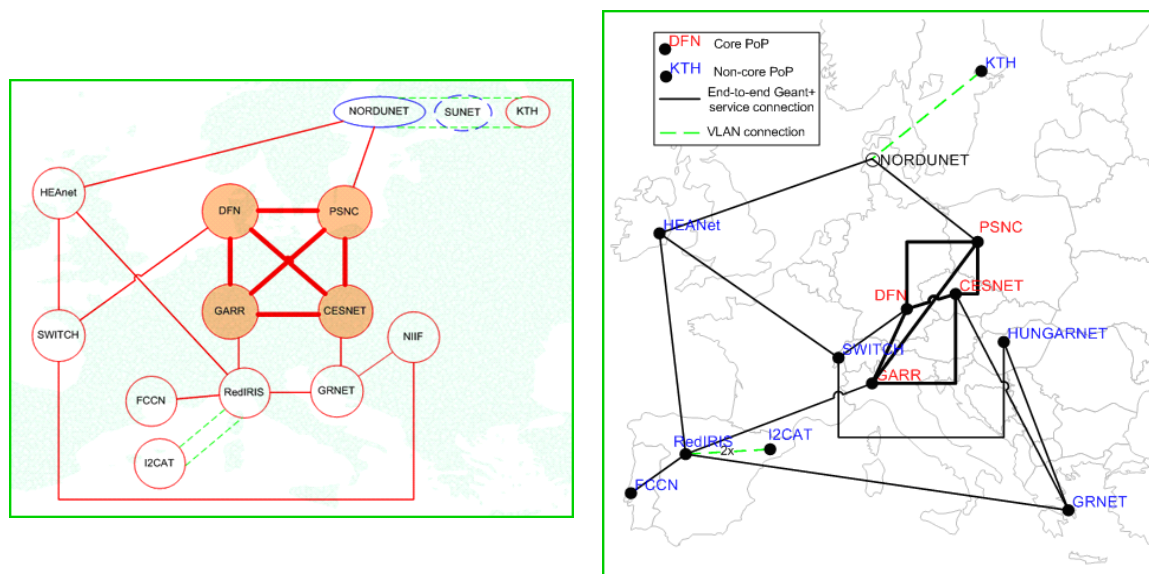 NORDUNET
SUNET
KTH
HEAnet
DFN
PSNC
GARR
CESNET
SWITCH
NIIF
RedIRIS
GRNET
FCCN
I2CAT
DFN
Core PoP
KTH
Non-core PoP
End-to-end Geant+
service connection
VLAN connection
KTH
NORDUNET
HEANet
PSNC
CESNET
DFN
HUNGARNET
SWITCH
GARR
RedIRIS
2x
I2CAT
FCCN
GRNET